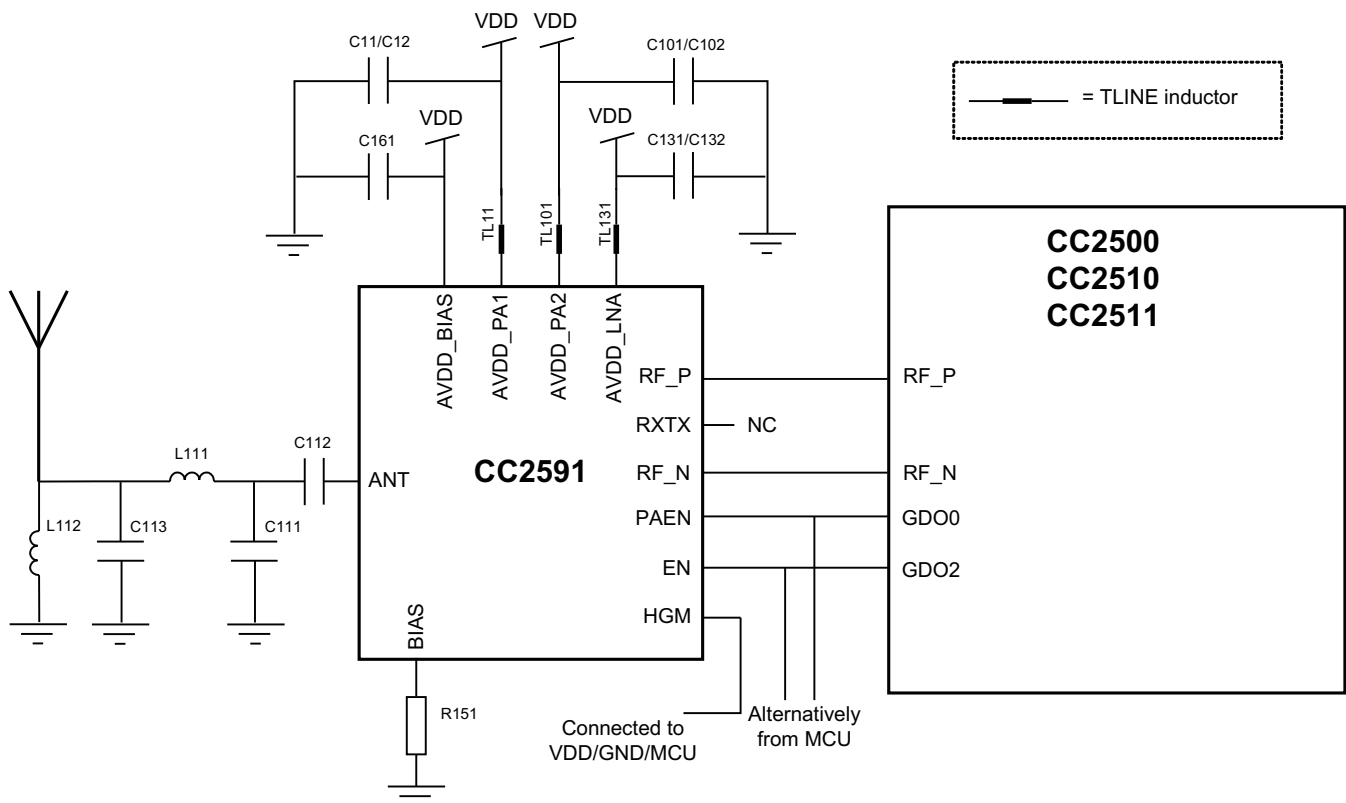 VDD
VDD
C11/C12
C101/C102
= TLINE inductor
VDD
VDD
C161
C131/C132
TL11
TL101
TL131
CC2500
CC2510
CC2511
AVDD_BIAS
AVDD_PA1
AVDD_PA2
AVDD_LNA
RF_P
RF_P
RXTX
NC
C112
L111
ANT
CC2591
RF_N
RF_N
L112
C113
C111
PAEN
GDO0
EN
GDO2
BIAS
HGM
R151
Connected to
VDD/GND/MCU
Alternatively
from MCU